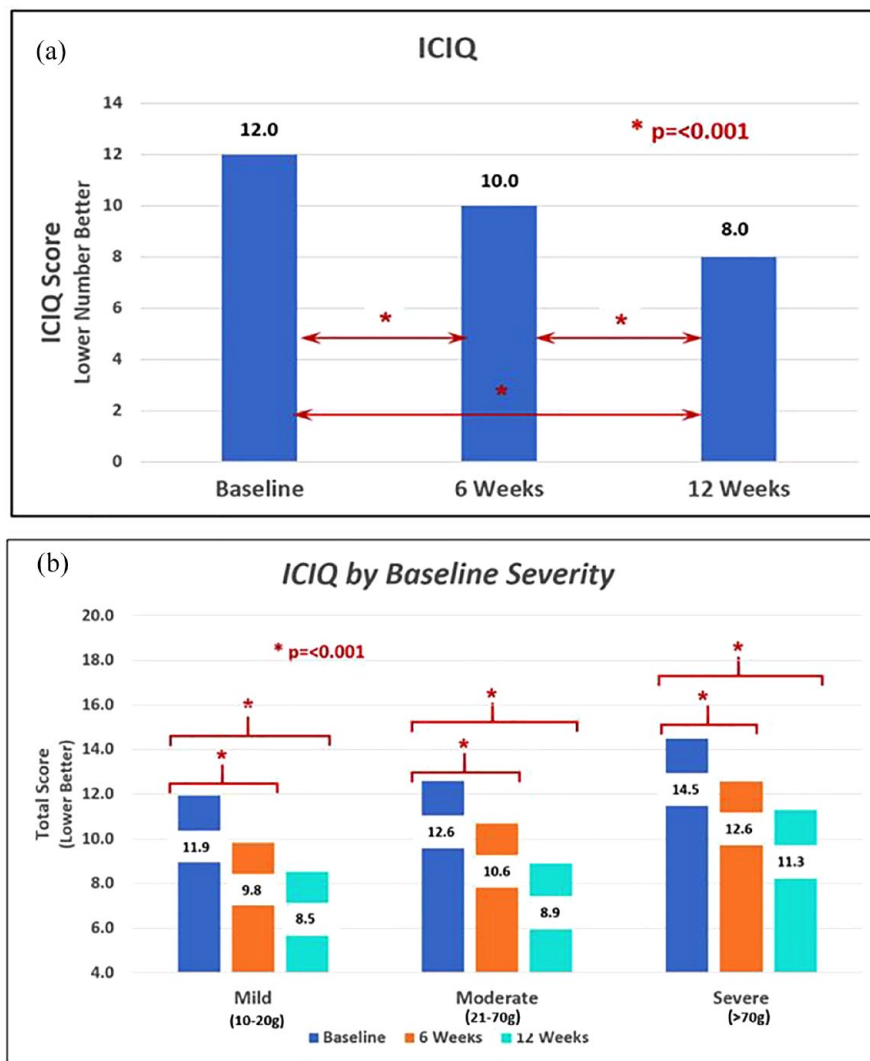 (a)
ICIQ
ICIQ Score
Lower Number Better
14
12
10
8
6
4
2
0
12.0
10.0
8.0
* p=<0.001
*
*
*
Baseline 6 Weeks 12 Weeks
(b)
ICIQ by Baseline Severity
Total Score
(Lower Better)
20.0
18.0
16.0
14.0
12.0
10.0
8.0
6.0
4.0
* p=<0.001
*
*
*
*
*
*
11.9
9.8
8.5
12.6
10.6
8.9
14.5
12.6
11.3
Mild Moderate Severe
(10-20g) (21-70g) (>70g)
Baseline 6 Weeks 12 Weeks